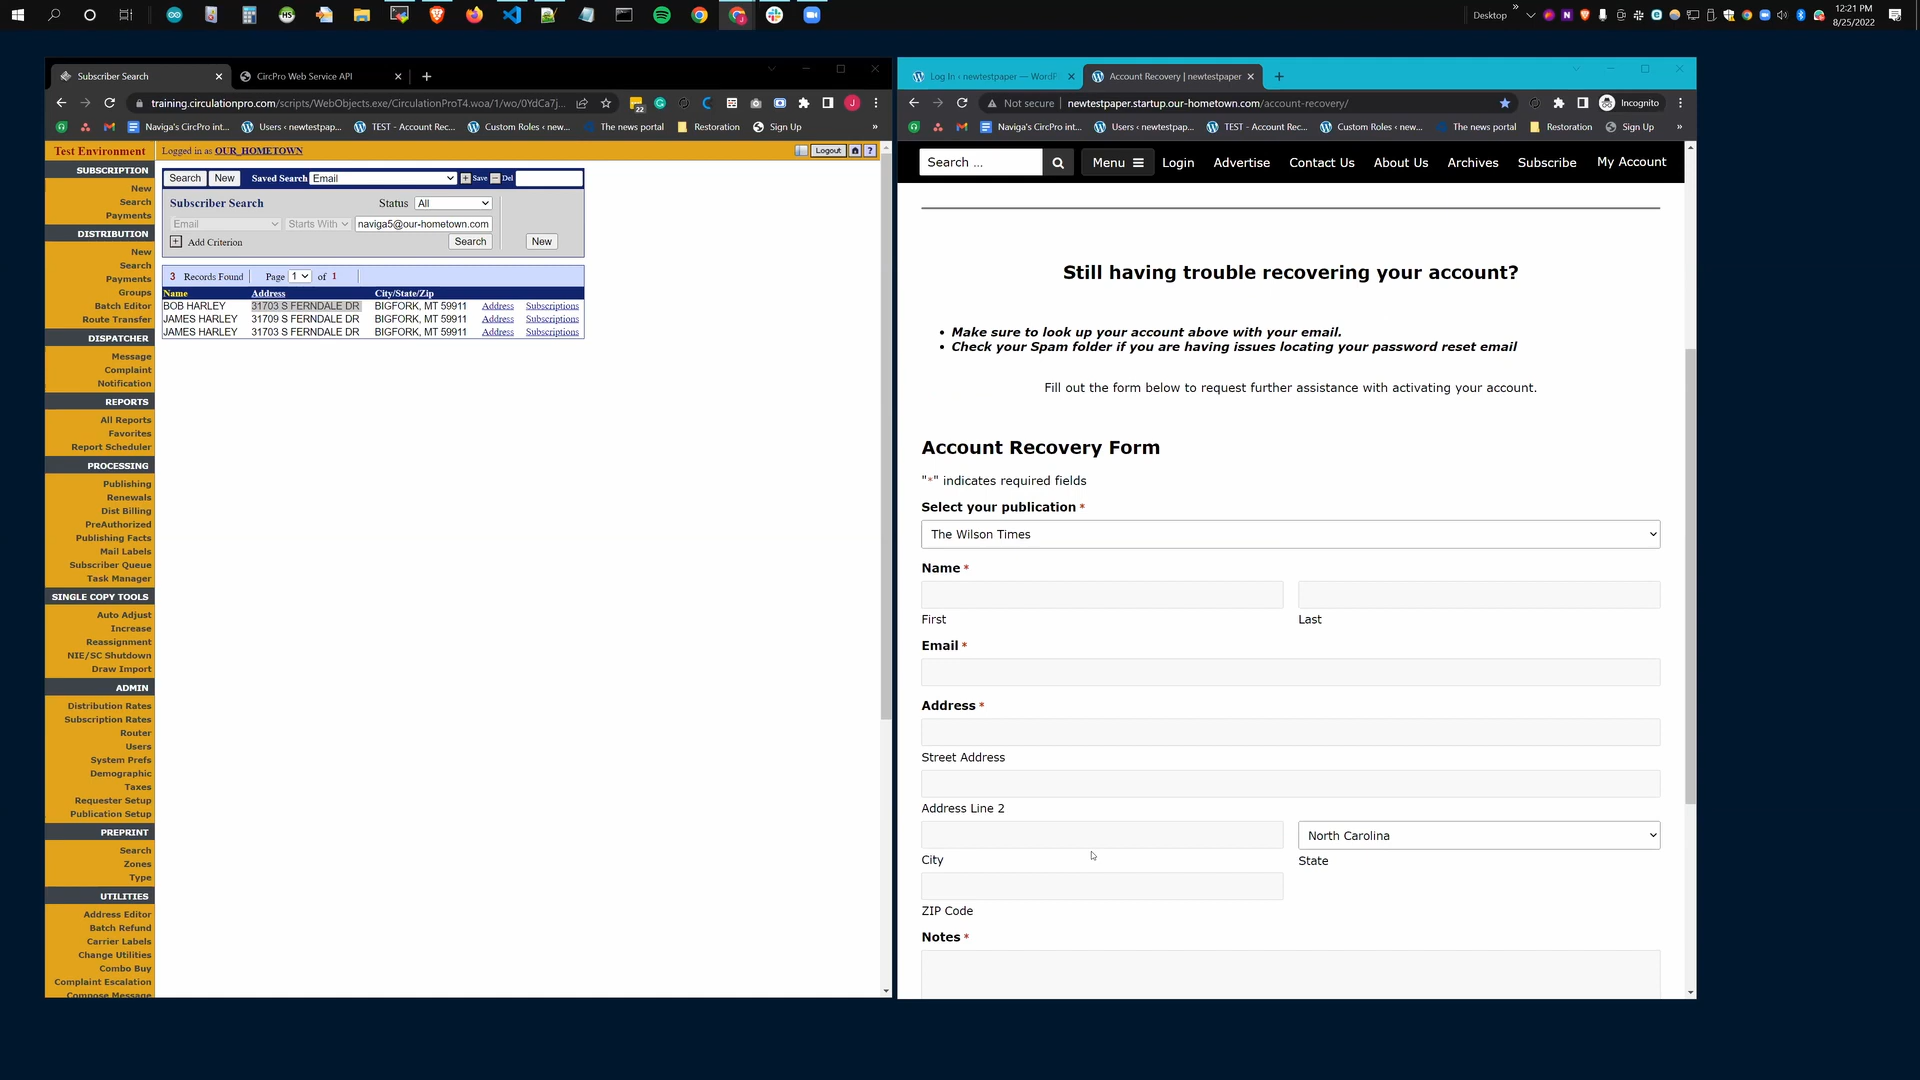 Desktop
12:21 PM
8/25/2022
Subscriber Search
CircPro Web Service API
training.circulationpro.com/scripts/WebObjects.exe/CirculationProT4.woa/1/wo/0YdCa7j...
22
J
Naviga's CircPro int...
Users ‹ newtestpap...
TEST - Account Rec...
Custom Roles ‹ new...
The news portal
Restoration
Sign Up
»
Test Environment
Logged in as OUR_HOMETOWN
Logout
?
SUBSCRIPTION
New
Search
Payments
DISTRIBUTION
New
Search
Payments
Groups
Batch Editor
Route Transfer
DISPATCHER
Message
Complaint
Notification
REPORTS
All Reports
Favorites
Report Scheduler
PROCESSING
Publishing
Renewals
Dist Billing
PreAuthorized
Publishing Facts
Mail Labels
Subscriber Queue
Task Manager
SINGLE COPY TOOLS
Auto Adjust
Increase
Reassignment
NIE/SC Shutdown
Draw Import
ADMIN
Distribution Rates
Subscription Rates
Router
Users
System Prefs
Demographic
Taxes
Requester Setup
Publication Setup
PREPRINT
Search
Zones
Type
UTILITIES
Address Editor
Batch Refund
Carrier Labels
Change Utilities
Combo Buy
Complaint Escalation
Compose Message
Search New Saved Search Email + Save − Del
Subscriber Search Status All
Email Starts With naviga5@our-hometown.com
+ Add Criterion Search New
3 Records Found Page 1 of 1
Name Address City/State/Zip
BOB HARLEY 31703 S FERNDALE DR BIGFORK, MT 59911 Address Subscriptions
JAMES HARLEY 31709 S FERNDALE DR BIGFORK, MT 59911 Address Subscriptions
JAMES HARLEY 31703 S FERNDALE DR BIGFORK, MT 59911 Address Subscriptions
Log In ‹ newtestpaper — WordP
Account Recovery | newtestpaper
Not secure newtestpaper.startup.our-hometown.com/account-recovery/
Incognito
Naviga's CircPro int...
Users ‹ newtestpap...
TEST - Account Rec...
Custom Roles ‹ new...
The news portal
Restoration
Sign Up
»
Search ... Menu Login Advertise Contact Us About Us Archives Subscribe My Account
Still having trouble recovering your account?
• Make sure to look up your account above with your email.
• Check your Spam folder if you are having issues locating your password reset email
Fill out the form below to request further assistance with activating your account.
Account Recovery Form
"*" indicates required fields
Select your publication *
The Wilson Times
Name *
First Last
Email *
Address *
Street Address
Address Line 2
North Carolina
City State
ZIP Code
Notes *